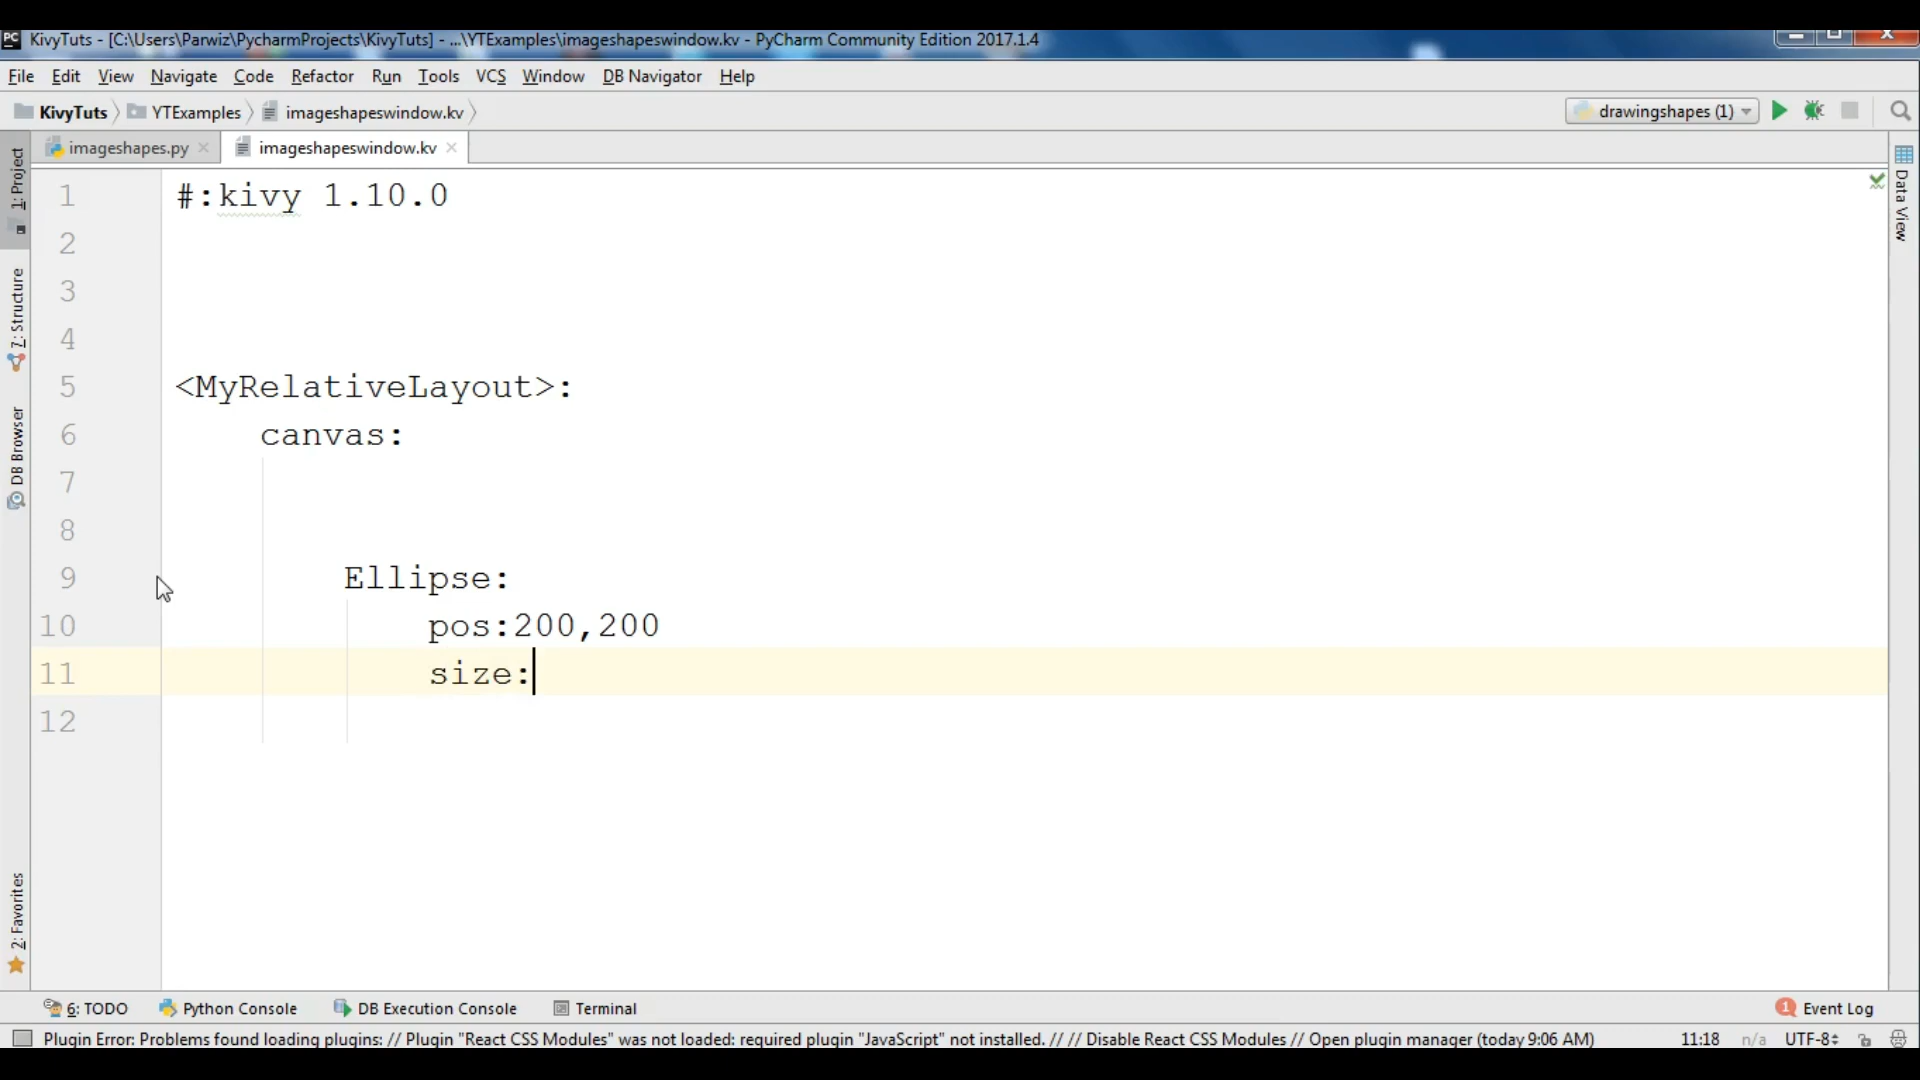 KivyTuts - [C:\Users\Parwiz\PycharmProjects\KivyTuts] - ...\YTExamples\imageshapeswindow.kv - PyCharm Community Edition 2017.1.4
File Edit View Navigate Code Refactor Run Tools VCS Window DB Navigator Help
KivyTuts YTExamples imageshapeswindow.kv drawingshapes (1)
imageshapes.py imageshapeswindow.kv
1: Project
7: Structure
DB Browser
2: Favorites
Data View
1 #:kivy 1.10.0
2
3
4
5 <MyRelativeLayout>:
6 canvas:
7
8
9 Ellipse:
10 pos:200,200
11 size:
12
6: TODO Python Console DB Execution Console Terminal 1 Event Log
Plugin Error: Problems found loading plugins: // Plugin "React CSS Modules" was not loaded: required plugin "JavaScript" not installed. // // Disable React CSS Modules // Open plugin manager (today 9:06 AM) 11:18 n/a UTF-8